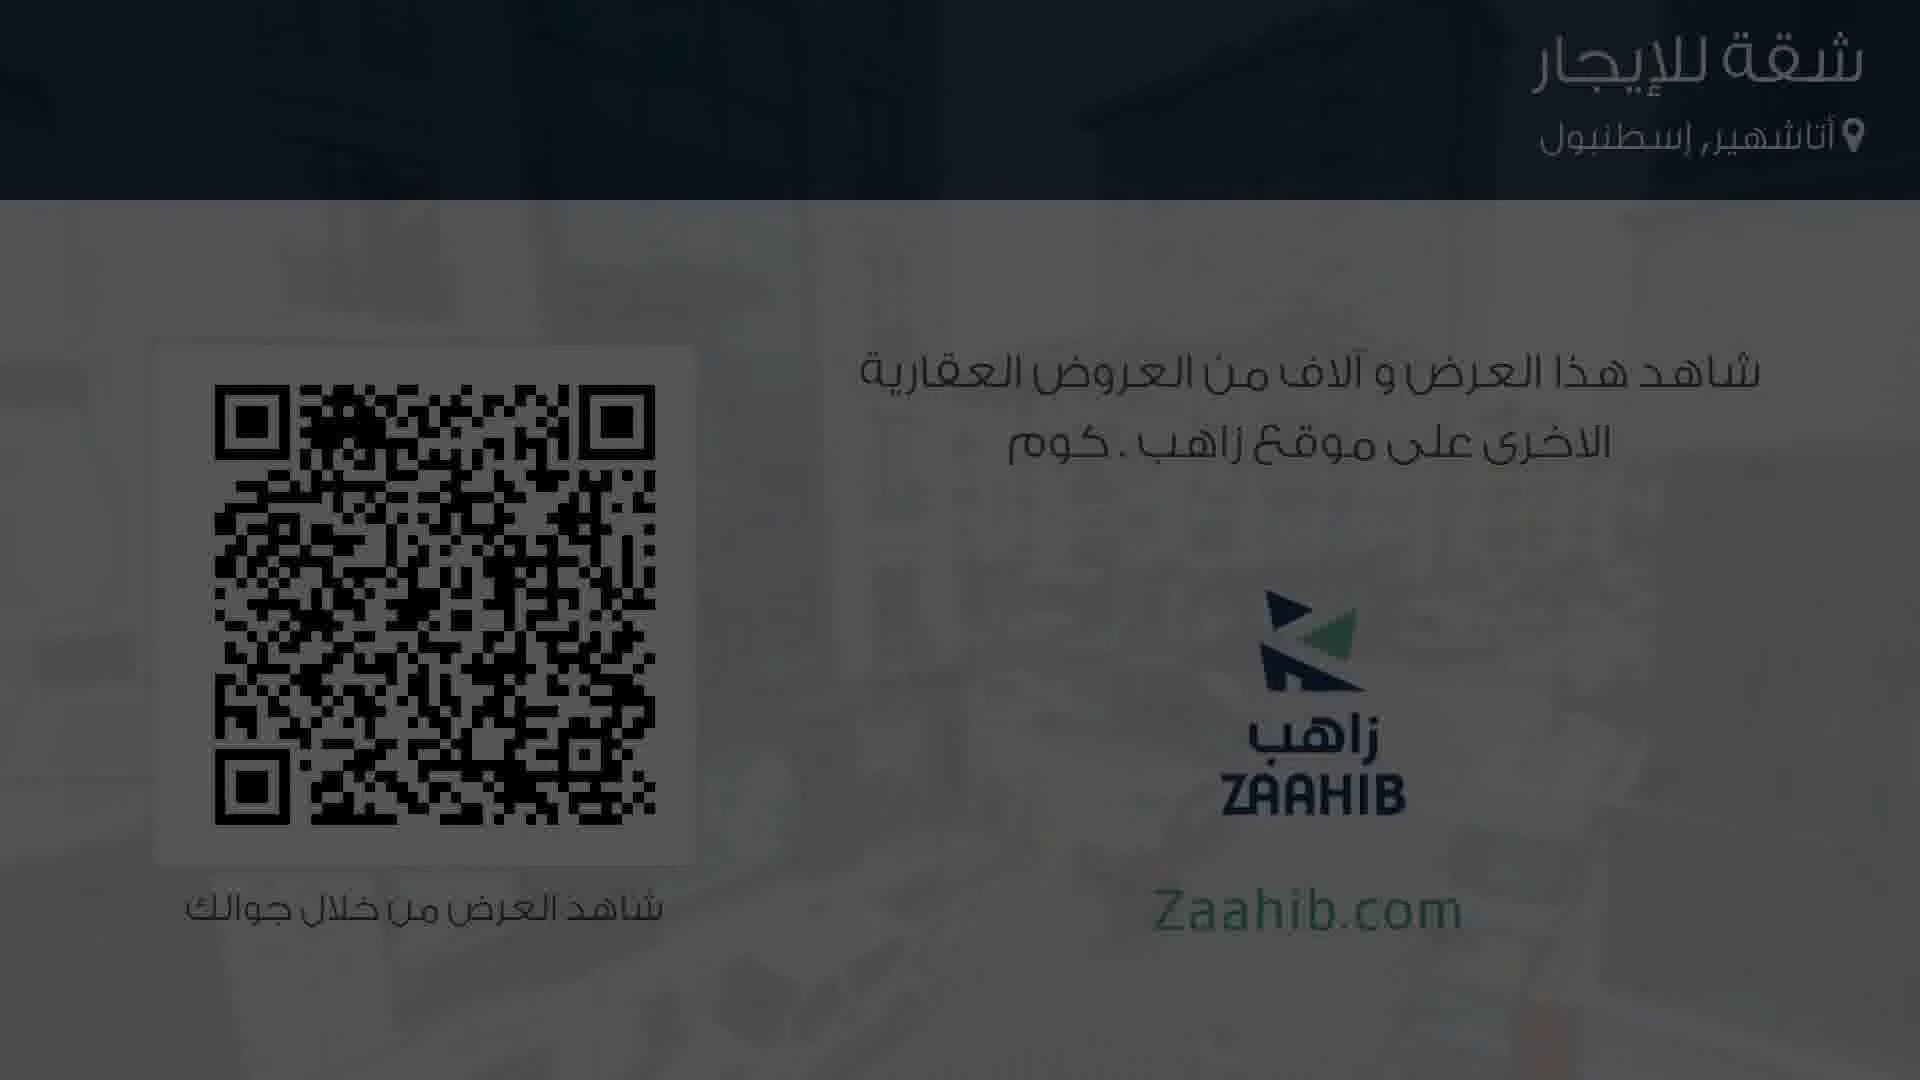 شقة للإيجار
أتاشهير, إسطنبول
شاهد هذا العرض و آلاف من العروض العقارية
الاخرى على موقع زاهب . كوم
زاهب
ZAAHIB
Zaahib.com
شاهد العرض من خلال جوالك